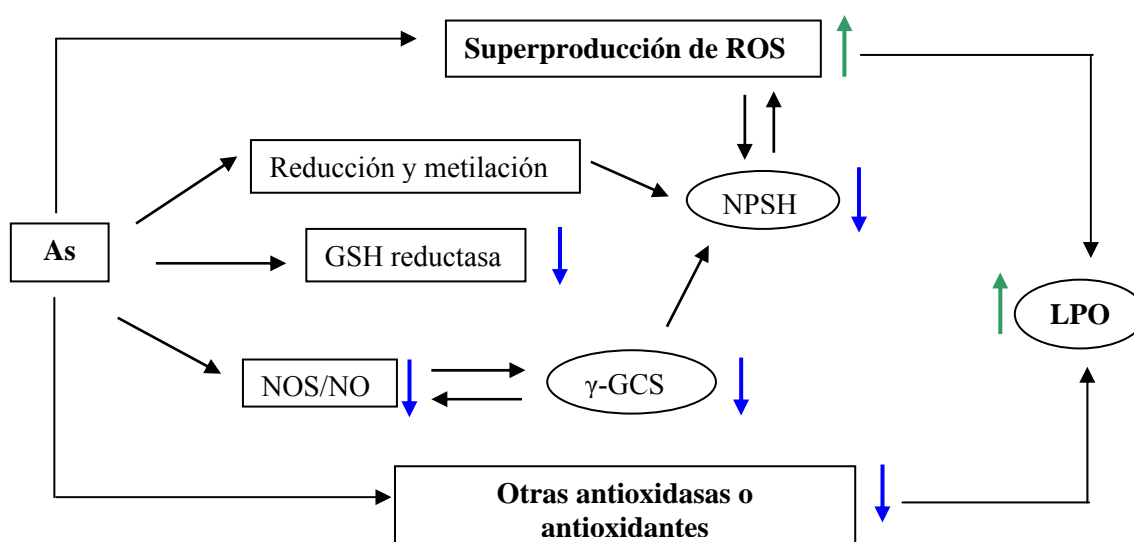 Superproducción de ROS
Reducción y metilación
NPSH
As
GSH reductasa
LPO
NOS/NO
γ-GCS
Otras antioxidasas o
antioxidantes